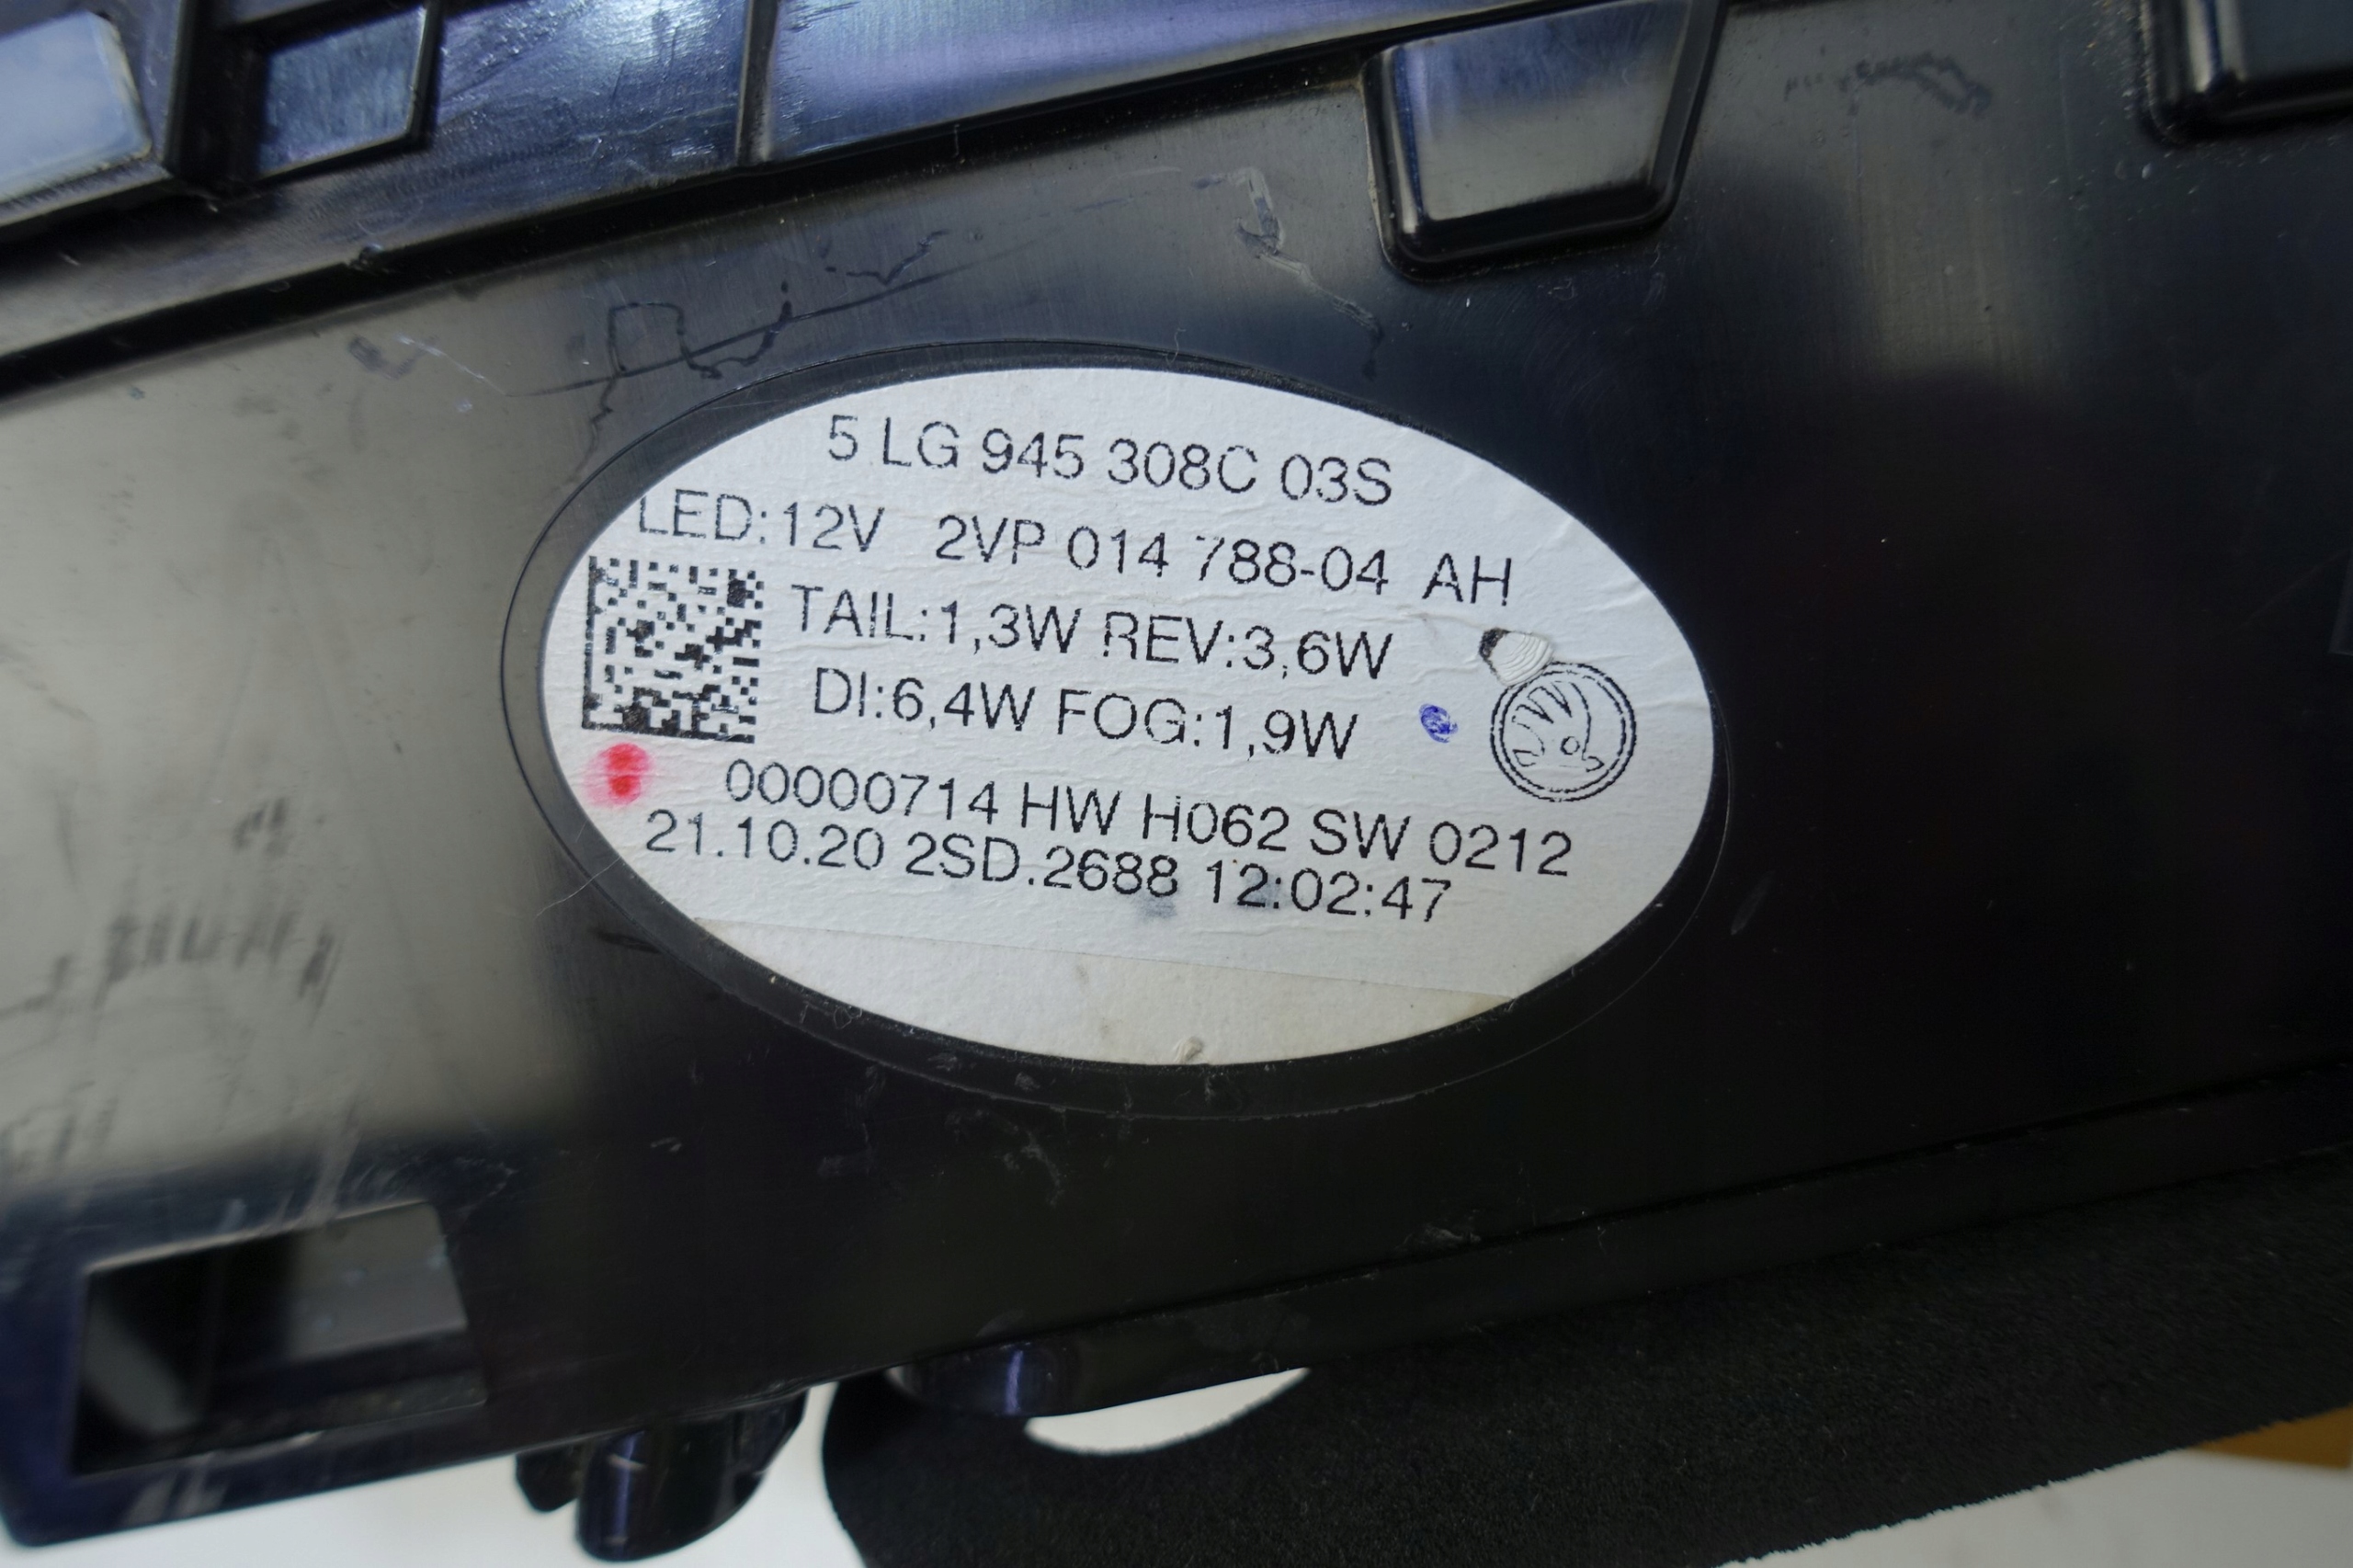 5 LG 945 308C 03S
LED:12V 2VP 014 788-04 AH
TAIL:1,3W REV:3,6W
DI:6,4W FOG:1,9W
00000714 HW H062 SW 0212
21.10.20 2SD.2688 12:02:47